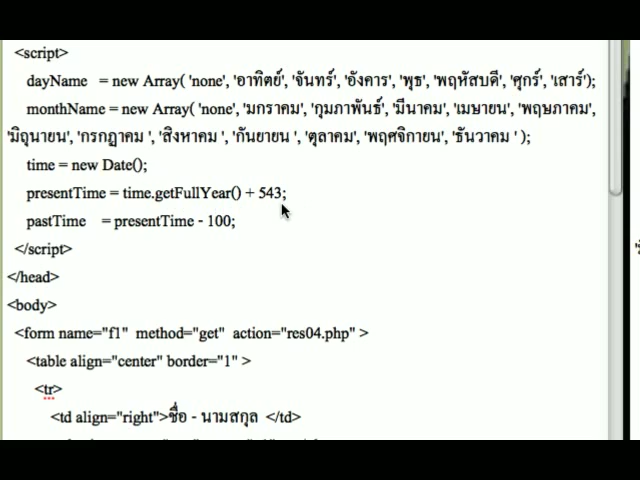 <script>
dayName = new Array( 'none', 'อาทิตย์', 'จันทร์', 'อังคาร', 'พุธ', 'พฤหัสบดี', 'ศุกร์', 'เสาร์');
monthName = new Array( 'none', 'มกราคม', 'กุมภาพันธ์', 'มีนาคม', 'เมษายน', 'พฤษภาคม',
'มิถุนายน', 'กรกฏาคม ', 'สิงหาคม ', 'กันยายน ', 'ตุลาคม', 'พฤศจิกายน', 'ธันวาคม ' );
time = new Date();
presentTime = time.getFullYear() + 543;
pastTime = presentTime - 100;
</script>
</head>
<body>
<form name="f1" method="get" action="res04.php" >
<table align="center" border="1" >
<tr>
<td align="right">ชื่อ - นามสกุล </td>